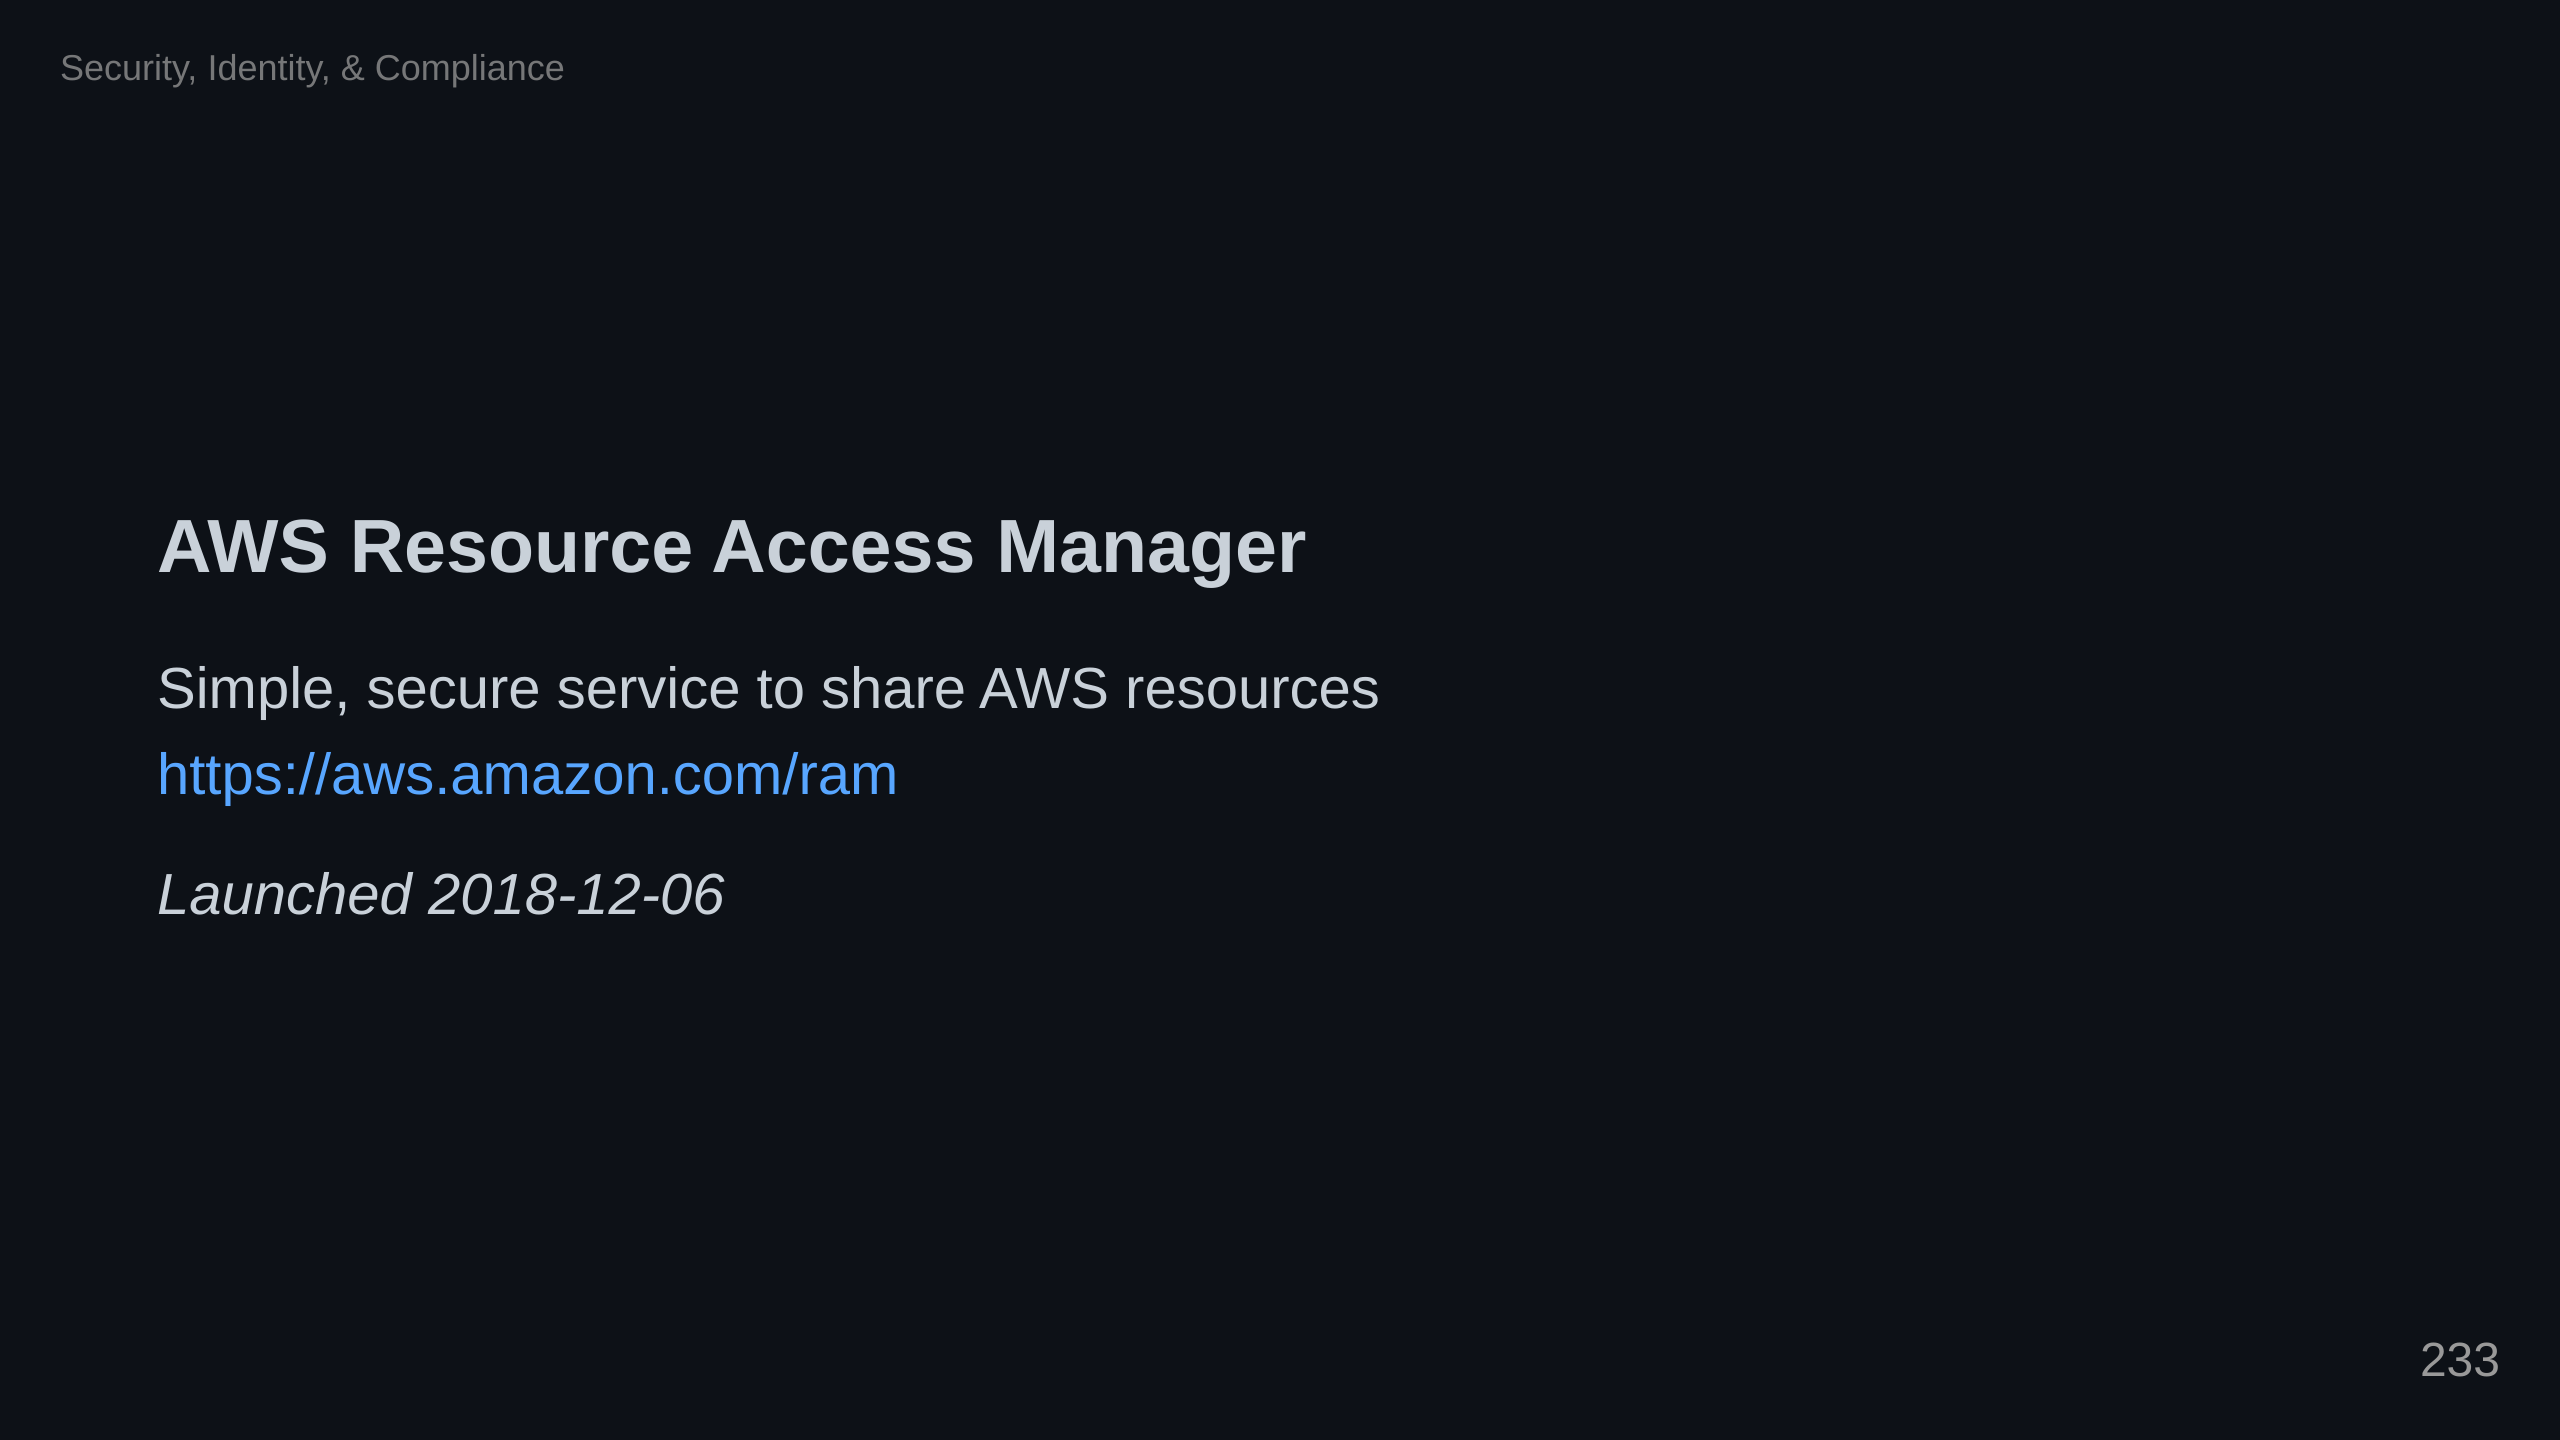 Security, Identity, & Compliance
AWS Resource Access Manager
Simple, secure service to share AWS resources
https://aws.amazon.com/ram
Launched 2018-12-06
233